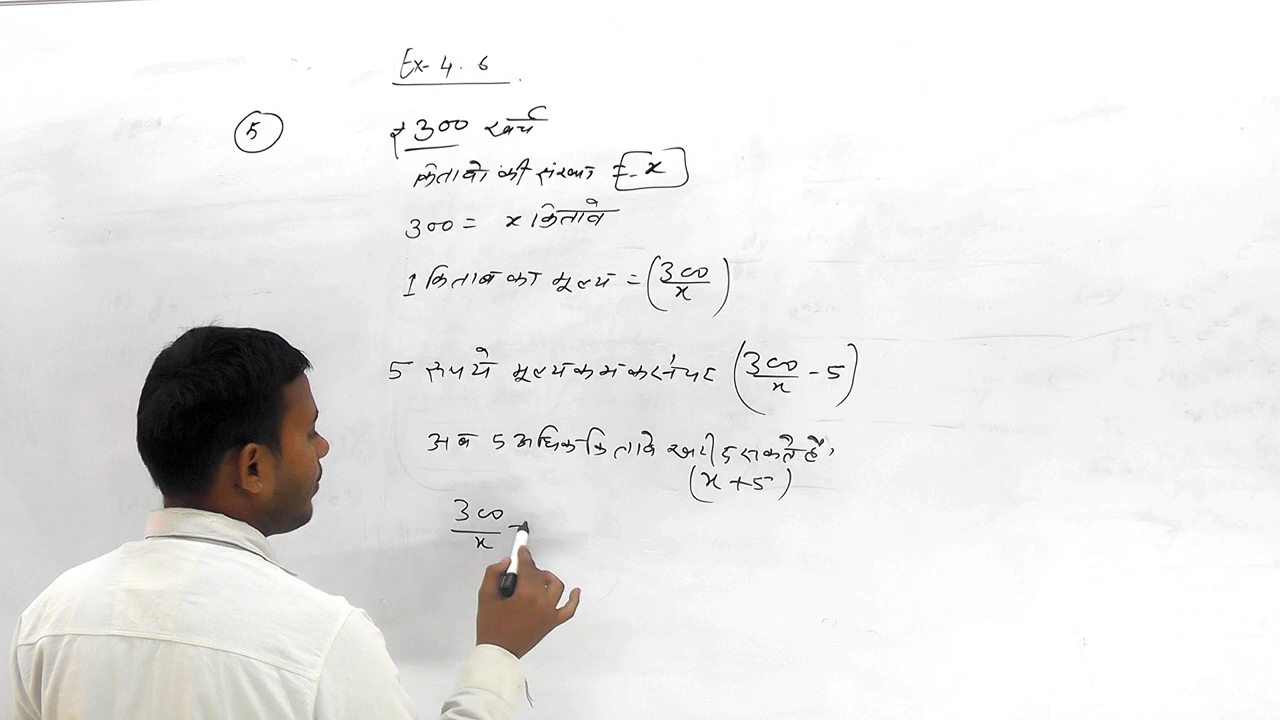 Ex- 4.6
5
₹300 खर्च
किताबो की संख्या = x
300 = x किताबे
1 किताब का मूल्य = (300/x)
5 रुपये मूल्य कम करने पर (300/x - 5)
अब 5 अधिक किताबे खरीद सकते हैं,
(x + 5)
300/x -